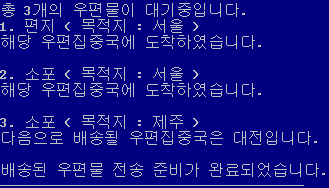 총 3개의 우편물이 대기중입니다.
1. 편지 ( 목적지 : 서울 )
해당 우편집중국에 도착하였습니다.
2. 소포 ( 목적지 : 서울 )
해당 우편집중국에 도착하였습니다.
3. 소포 ( 목적지 : 제주 )
다음으로 배송될 우편집중국은 대전입니다.
배송된 우편물 전송 준비가 완료되었습니다.